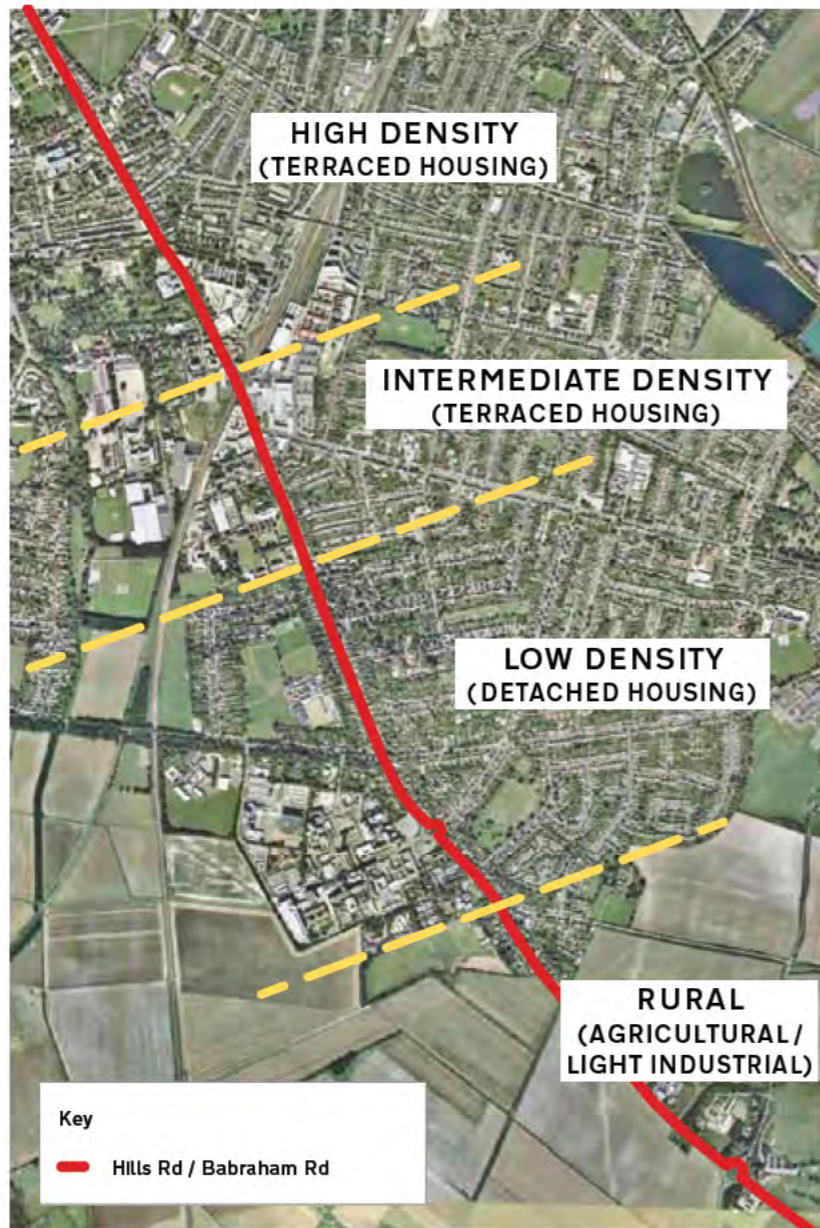 HIGH DENSITY
(TERRACED HOUSING)
INTERMEDIATE DENSITY
(TERRACED HOUSING)
LOW DENSITY
(DETACHED HOUSING)
RURAL
(AGRICULTURAL/
LIGHT INDUSTRIAL)
Key
Hills Rd / Babraham Rd